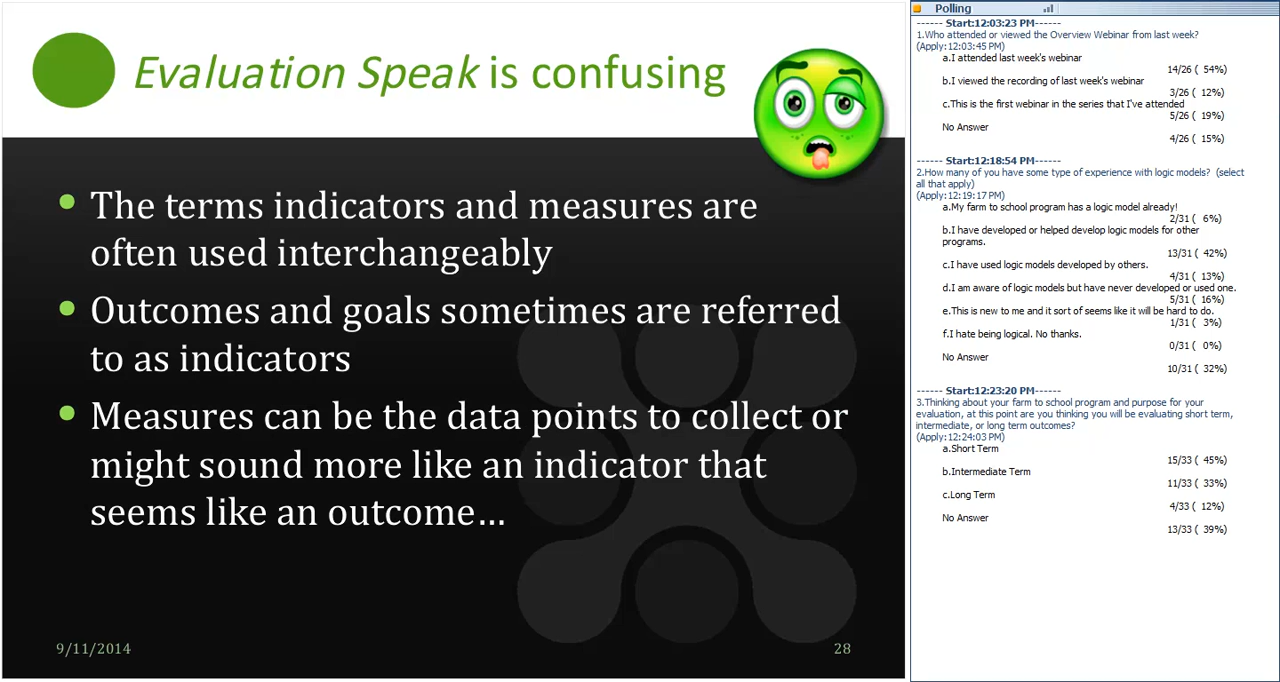 Evaluation Speak is confusing
• The terms indicators and measures are
often used interchangeably
• Outcomes and goals sometimes are referred
to as indicators
• Measures can be the data points to collect or
might sound more like an indicator that
seems like an outcome…
9/11/2014
28
Polling
------ Start:12:03:23 PM------
1.Who attended or viewed the Overview Webinar from last week?
(Apply:12:03:45 PM)
a.I attended last week's webinar
14/26 ( 54%)
b.I viewed the recording of last week's webinar
3/26 ( 12%)
c.This is the first webinar in the series that I've attended
5/26 ( 19%)
No Answer
4/26 ( 15%)
------ Start:12:18:54 PM------
2.How many of you have some type of experience with logic models? (select
all that apply)
(Apply:12:19:17 PM)
a.My farm to school program has a logic model already!
2/31 ( 6%)
b.I have developed or helped develop logic models for other
programs.
13/31 ( 42%)
c.I have used logic models developed by others.
4/31 ( 13%)
d.I am aware of logic models but have never developed or used one.
5/31 ( 16%)
e.This is new to me and it sort of seems like it will be hard to do.
1/31 ( 3%)
f.I hate being logical. No thanks.
0/31 ( 0%)
No Answer
10/31 ( 32%)
------ Start:12:23:20 PM------
3.Thinking about your farm to school program and purpose for your
evaluation, at this point are you thinking you will be evaluating short term,
intermediate, or long term outcomes?
(Apply:12:24:03 PM)
a.Short Term
15/33 ( 45%)
b.Intermediate Term
11/33 ( 33%)
c.Long Term
4/33 ( 12%)
No Answer
13/33 ( 39%)